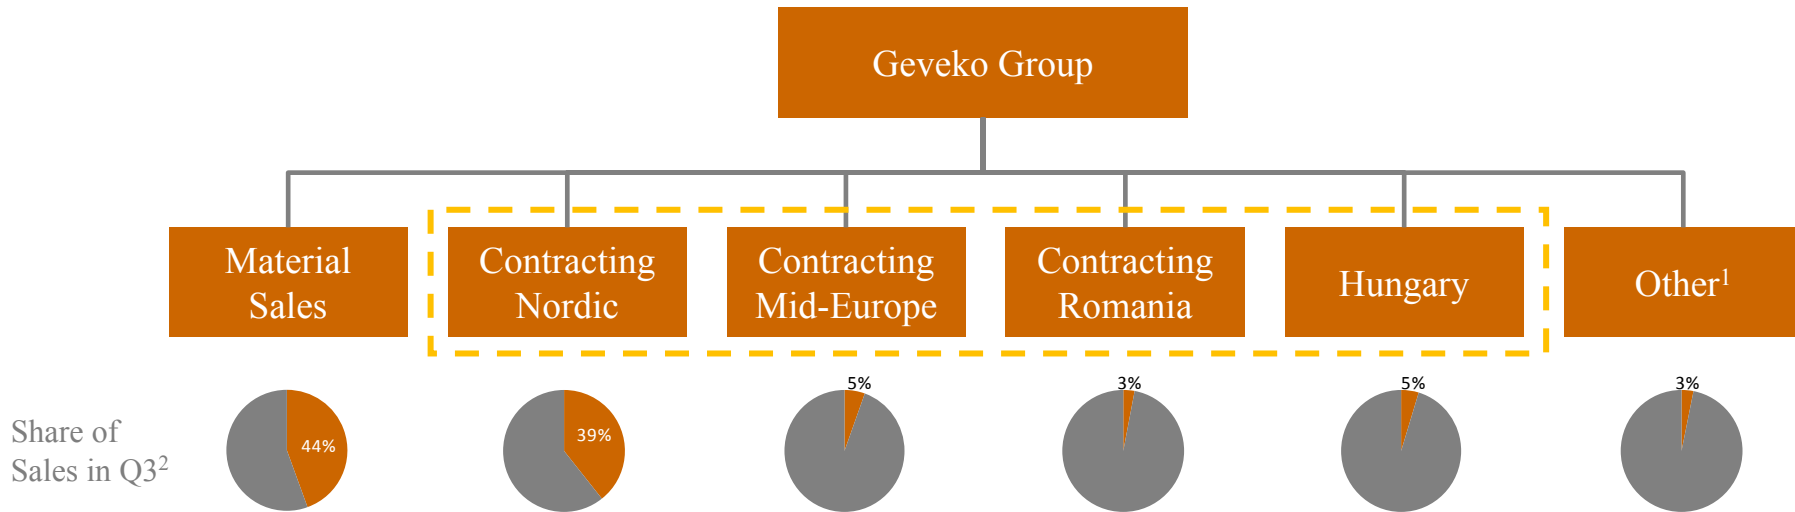 Geveko Group
Material
Sales
Contracting
Nordic
Contracting
Mid-Europe
Contracting
Romania
Hungary
Other¹
Share of
Sales in Q3²
44%
39%
5%
3%
5%
3%